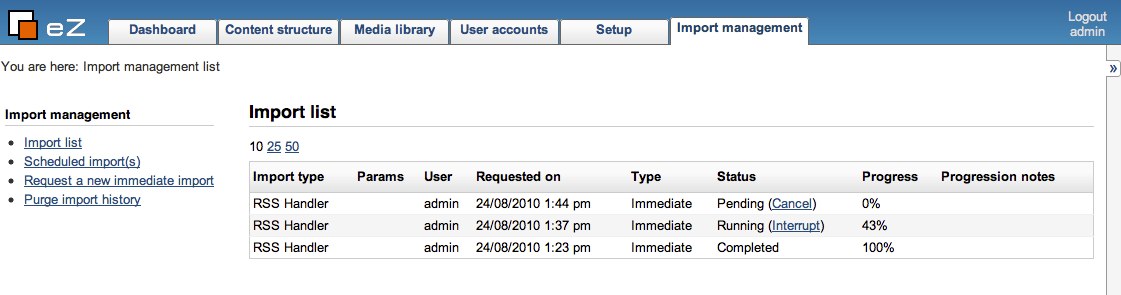 eZ
Dashboard Content structure Media library User accounts Setup Import management
Logout
admin
You are here: Import management list
»
Import management
Import list
Scheduled import(s)
Request a new immediate import
Purge import history
Import list
10 25 50
Import type Params User Requested on Type Status Progress Progression notes
RSS Handler admin 24/08/2010 1:44 pm Immediate Pending (Cancel) 0%
RSS Handler admin 24/08/2010 1:37 pm Immediate Running (Interrupt) 43%
RSS Handler admin 24/08/2010 1:23 pm Immediate Completed 100%